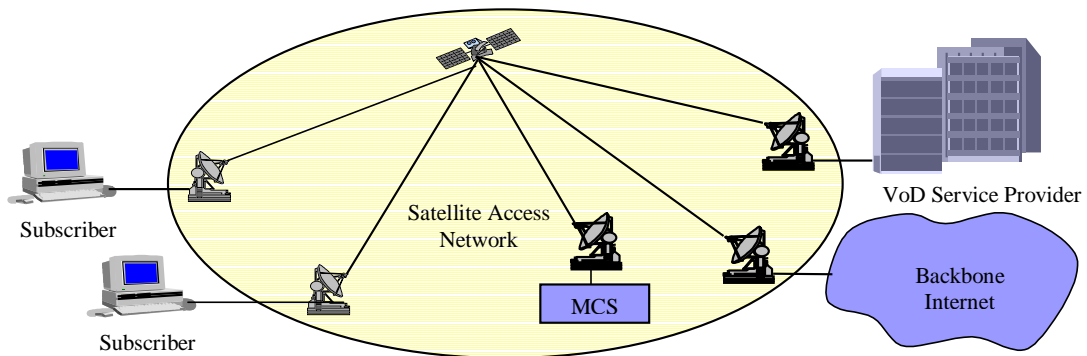 VoD Service Provider
Subscriber
Satellite Access
Network
MCS
Backbone
Internet
Subscriber